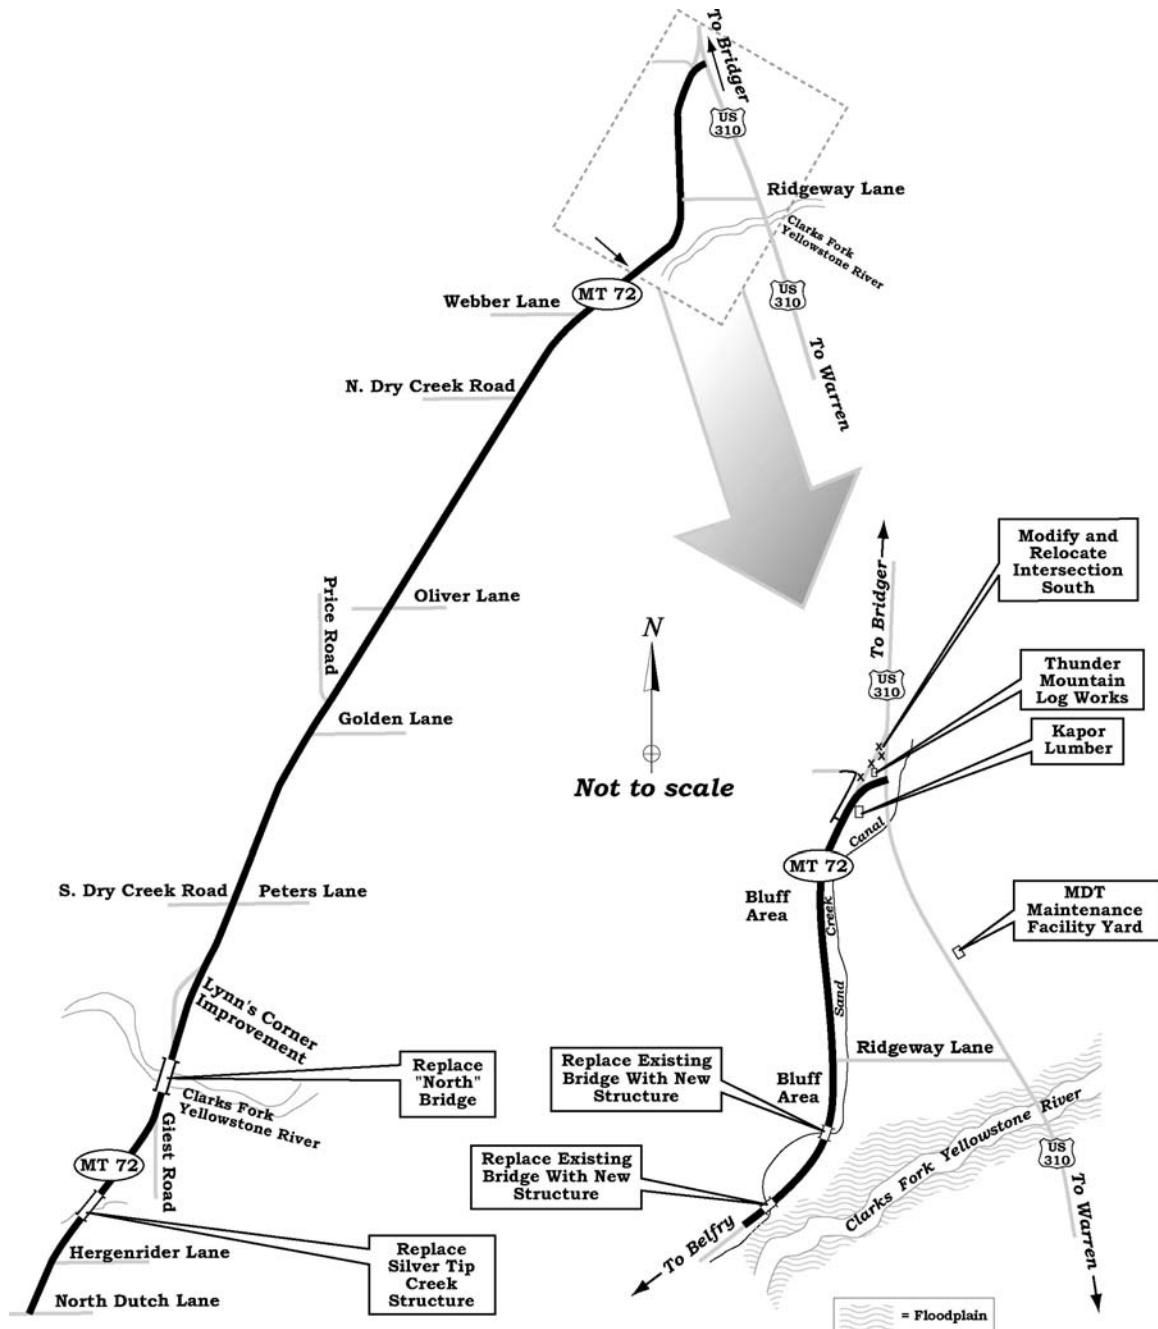 To Bridger
US
310
Ridgeway Lane
Clarks Fork
Yellowstone River
MT 72
US
310
Webber Lane
To Warren
N. Dry Creek Road
Modify and
Relocate
Intersection
South
Price Road
Oliver Lane
To Bridger
N
Thunder
Mountain
Log Works
US
310
Golden Lane
Kapor
Lumber
Not to scale
x
x
x
x
Canal
MT 72
S. Dry Creek Road
Peters Lane
Bluff
Area
Creek
MDT
Maintenance
Facility Yard
Lynn's Corner
Improvement
Sand
Replace
"North"
Bridge
Replace Existing
Bridge With New
Structure
Bluff
Area
Ridgeway Lane
Clarks Fork
Yellowstone River
Giest Road
MT 72
Replace Existing
Bridge With New
Structure
Clarks Fork Yellowstone River
US
310
To Warren
Hergenrider Lane
Replace
Silver Tip
Creek
Structure
To Belfry
North Dutch Lane
= Floodplain